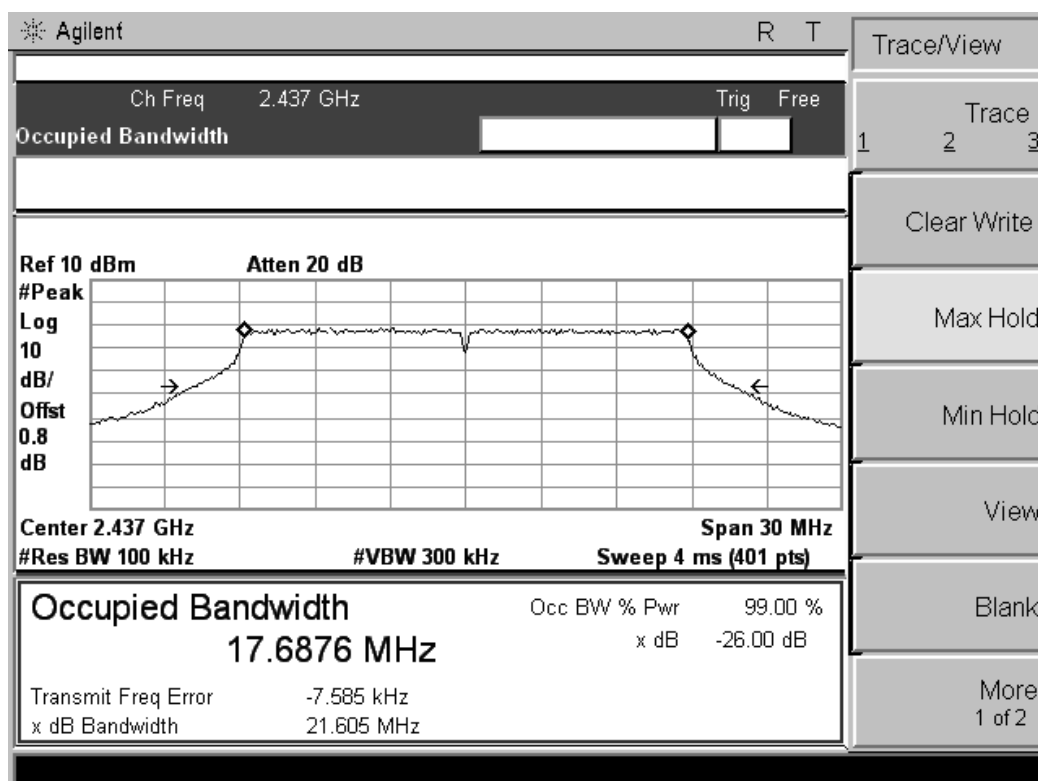 Agilent R T
Trace/View
Ch Freq 2.437 GHz Trig Free
Occupied Bandwidth
Trace
1 2 3
Clear Write
Ref 10 dBm Atten 20 dB
#Peak
Log
10
dB/
Offst
0.8
dB
Max Hold
Min Hold
Center 2.437 GHz Span 30 MHz
#Res BW 100 kHz #VBW 300 kHz Sweep 4 ms (401 pts)
View
Occupied Bandwidth Occ BW % Pwr 99.00 %
17.6876 MHz x dB -26.00 dB
Blank
Transmit Freq Error -7.585 kHz
x dB Bandwidth 21.605 MHz
More
1 of 2